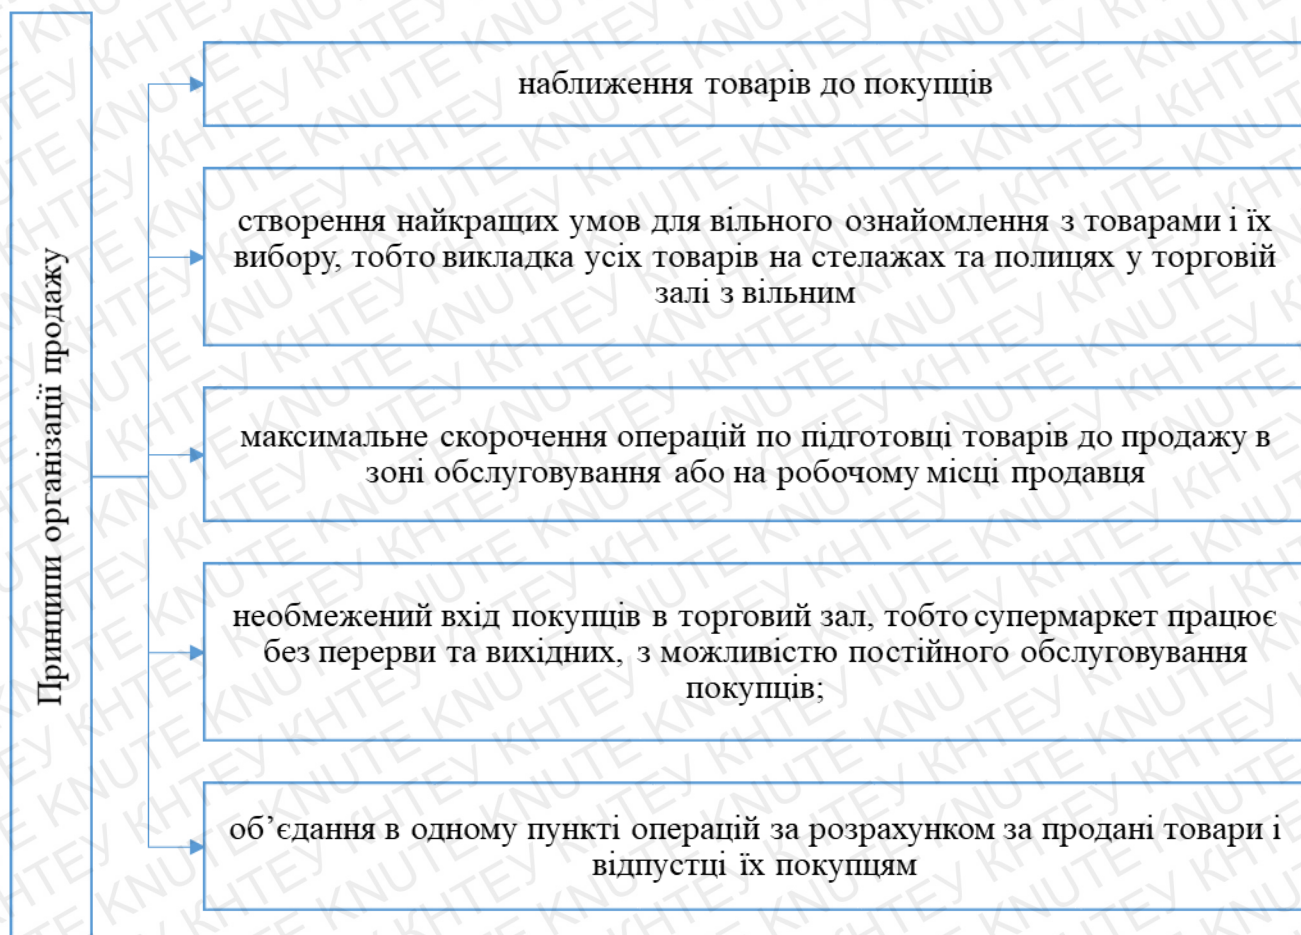 Принципи організації продажу
наближення товарів до покупців
створення найкращих умов для вільного ознайомлення з товарами і їх
вибору, тобто викладка усіх товарів на стелажах та полицях у торговій
залі з вільним
максимальне скорочення операцій по підготовці товарів до продажу в
зоні обслуговування або на робочому місці продавця
необмежений вхід покупців в торговий зал, тобто супермаркет працює
без перерви та вихідних, з можливістю постійного обслуговування
покупців;
об’єдання в одному пункті операцій за розрахунком за продані товари і
відпустці їх покупцям